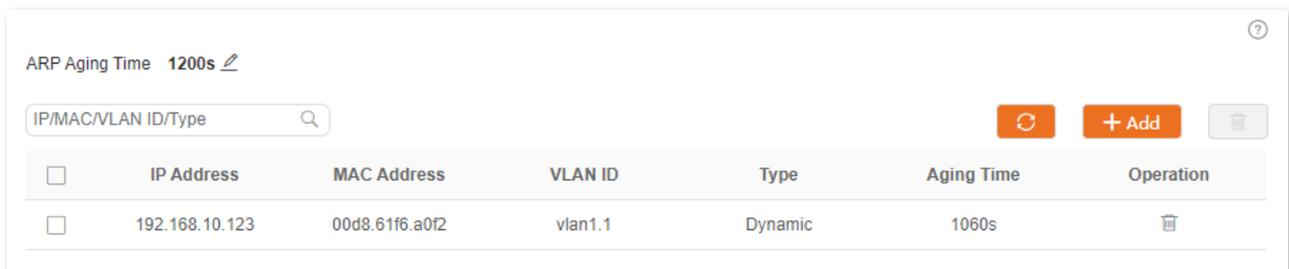 ?
ARP Aging Time 1200s
IP/MAC/VLAN ID/Type
+ Add
IP Address MAC Address VLAN ID Type Aging Time Operation
192.168.10.123 00d8.61f6.a0f2 vlan1.1 Dynamic 1060s